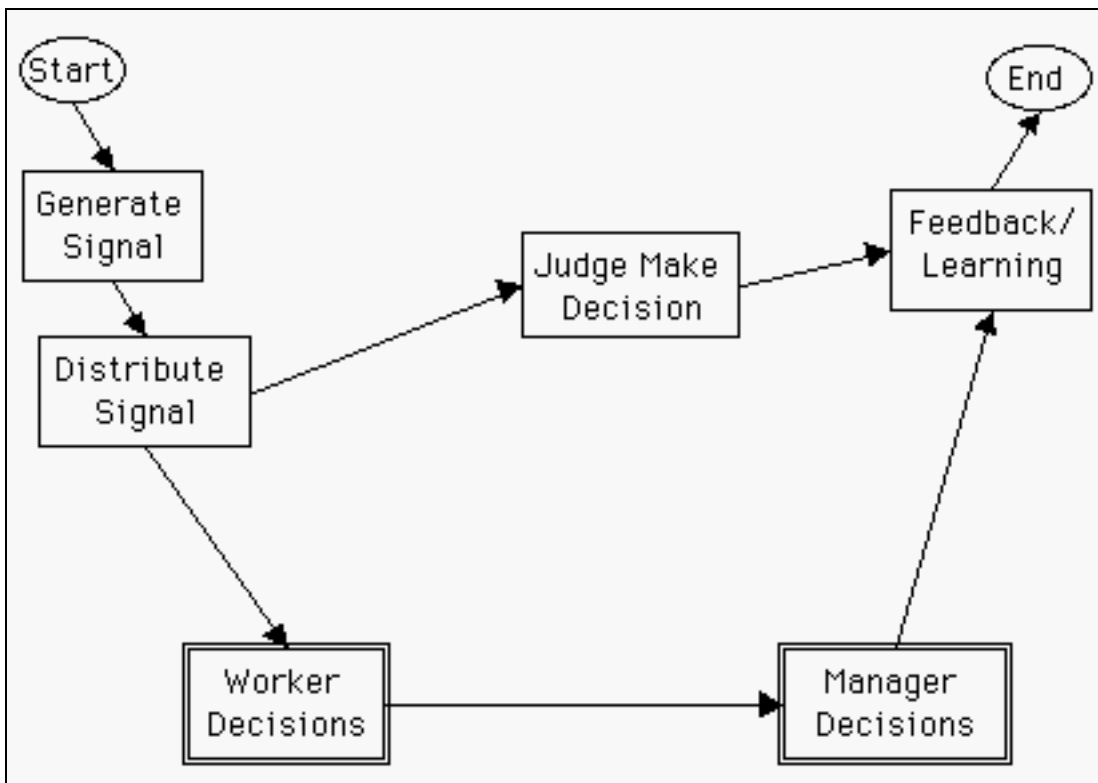 Start
End
Generate
Signal
Feedback/
Learning
Judge Make
Decision
Distribute
Signal
Worker
Decisions
Manager
Decisions